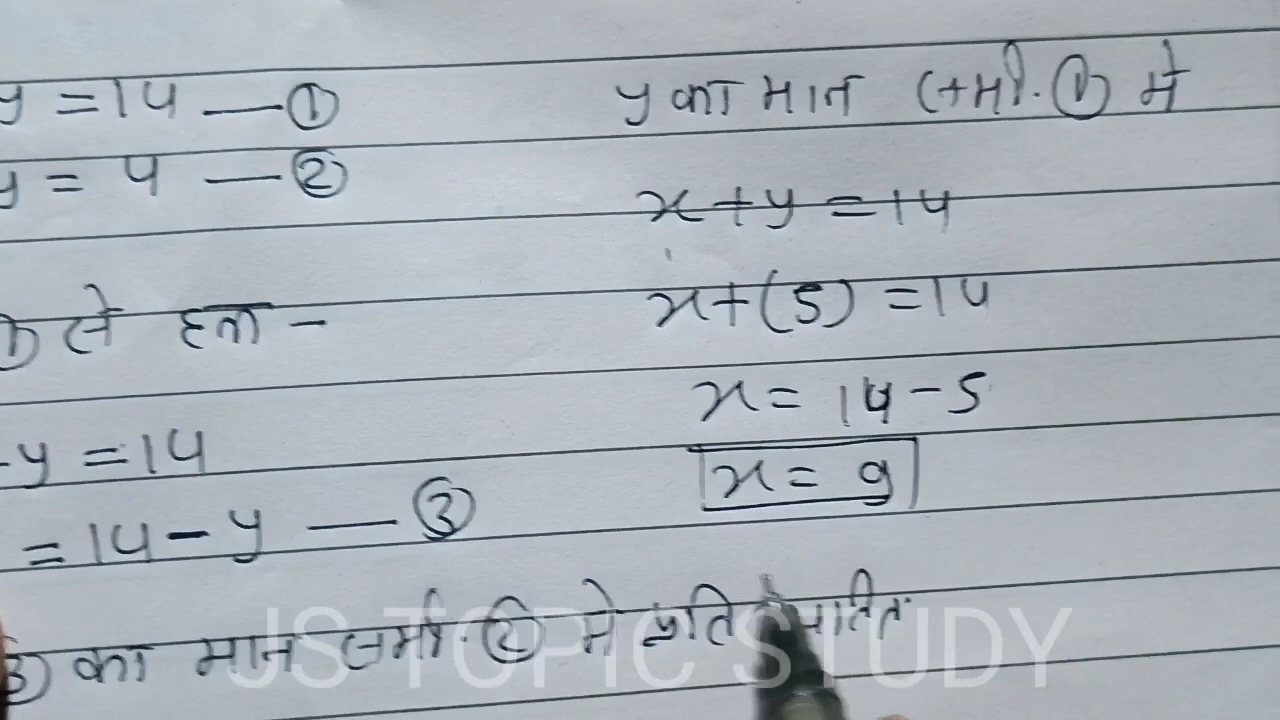 y = 14 — ①
y = 4 — ②
① से हल -
-y = 14
= 14 - y — ③
③ का मान समी. ② मे
y का मान समी. ① मे
x + y = 14
x + (5) = 14
x = 14 - 5
x = 9
JS TOPIC STUDY